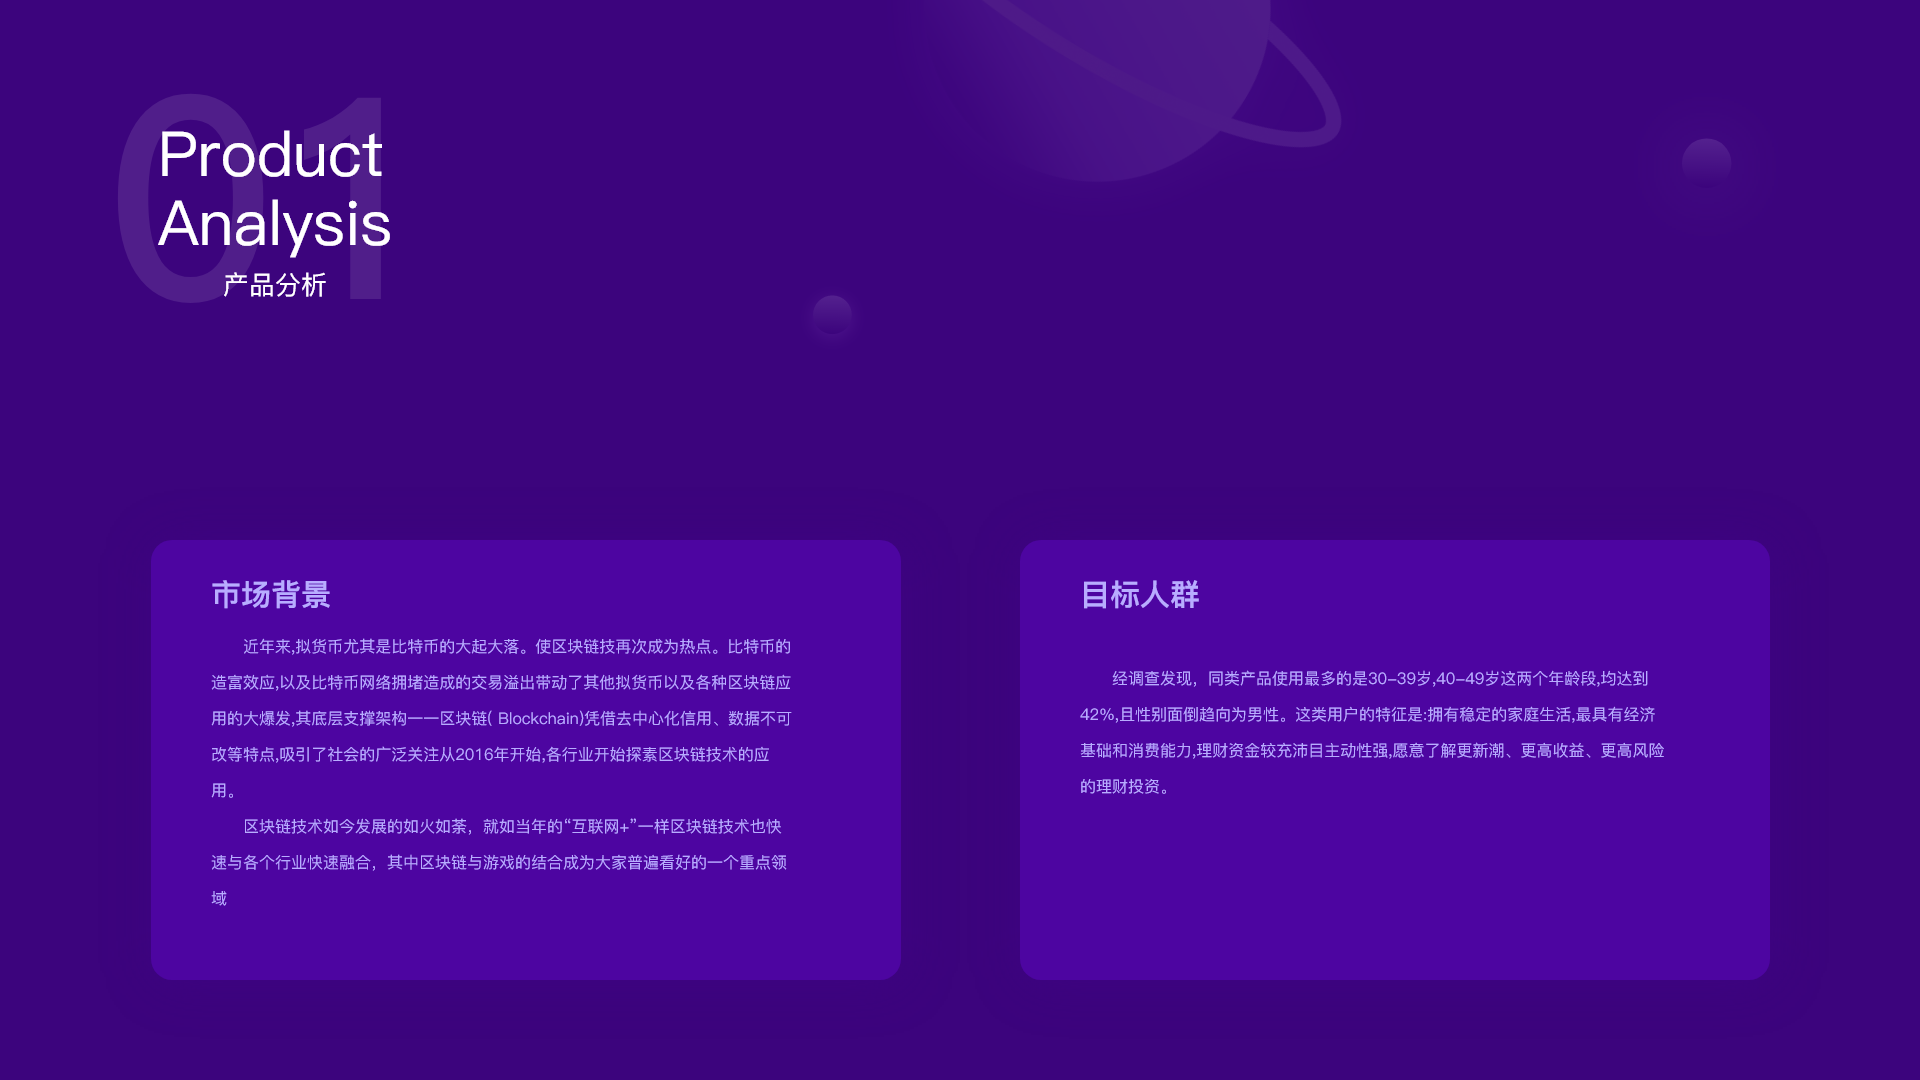 01
Product
Analysis
产品分析
市场背景
近年来,拟货币尤其是比特币的大起大落。使区块链技再次成为热点。比特币的
造富效应,以及比特币网络拥堵造成的交易溢出带动了其他拟货币以及各种区块链应
用的大爆发,其底层支撑架构一一区块链( Blockchain)凭借去中心化信用、数据不可
改等特点,吸引了社会的广泛关注从2016年开始,各行业开始探素区块链技术的应
用。
区块链技术如今发展的如火如荼，就如当年的“互联网+”一样区块链技术也快
速与各个行业快速融合，其中区块链与游戏的结合成为大家普遍看好的一个重点领
域
目标人群
经调查发现，同类产品使用最多的是30-39岁,40-49岁这两个年龄段,均达到
42%,且性别面倒趋向为男性。这类用户的特征是:拥有稳定的家庭生活,最具有经济
基础和消费能力,理财资金较充沛目主动性强,愿意了解更新潮、更高收益、更高风险
的理财投资。